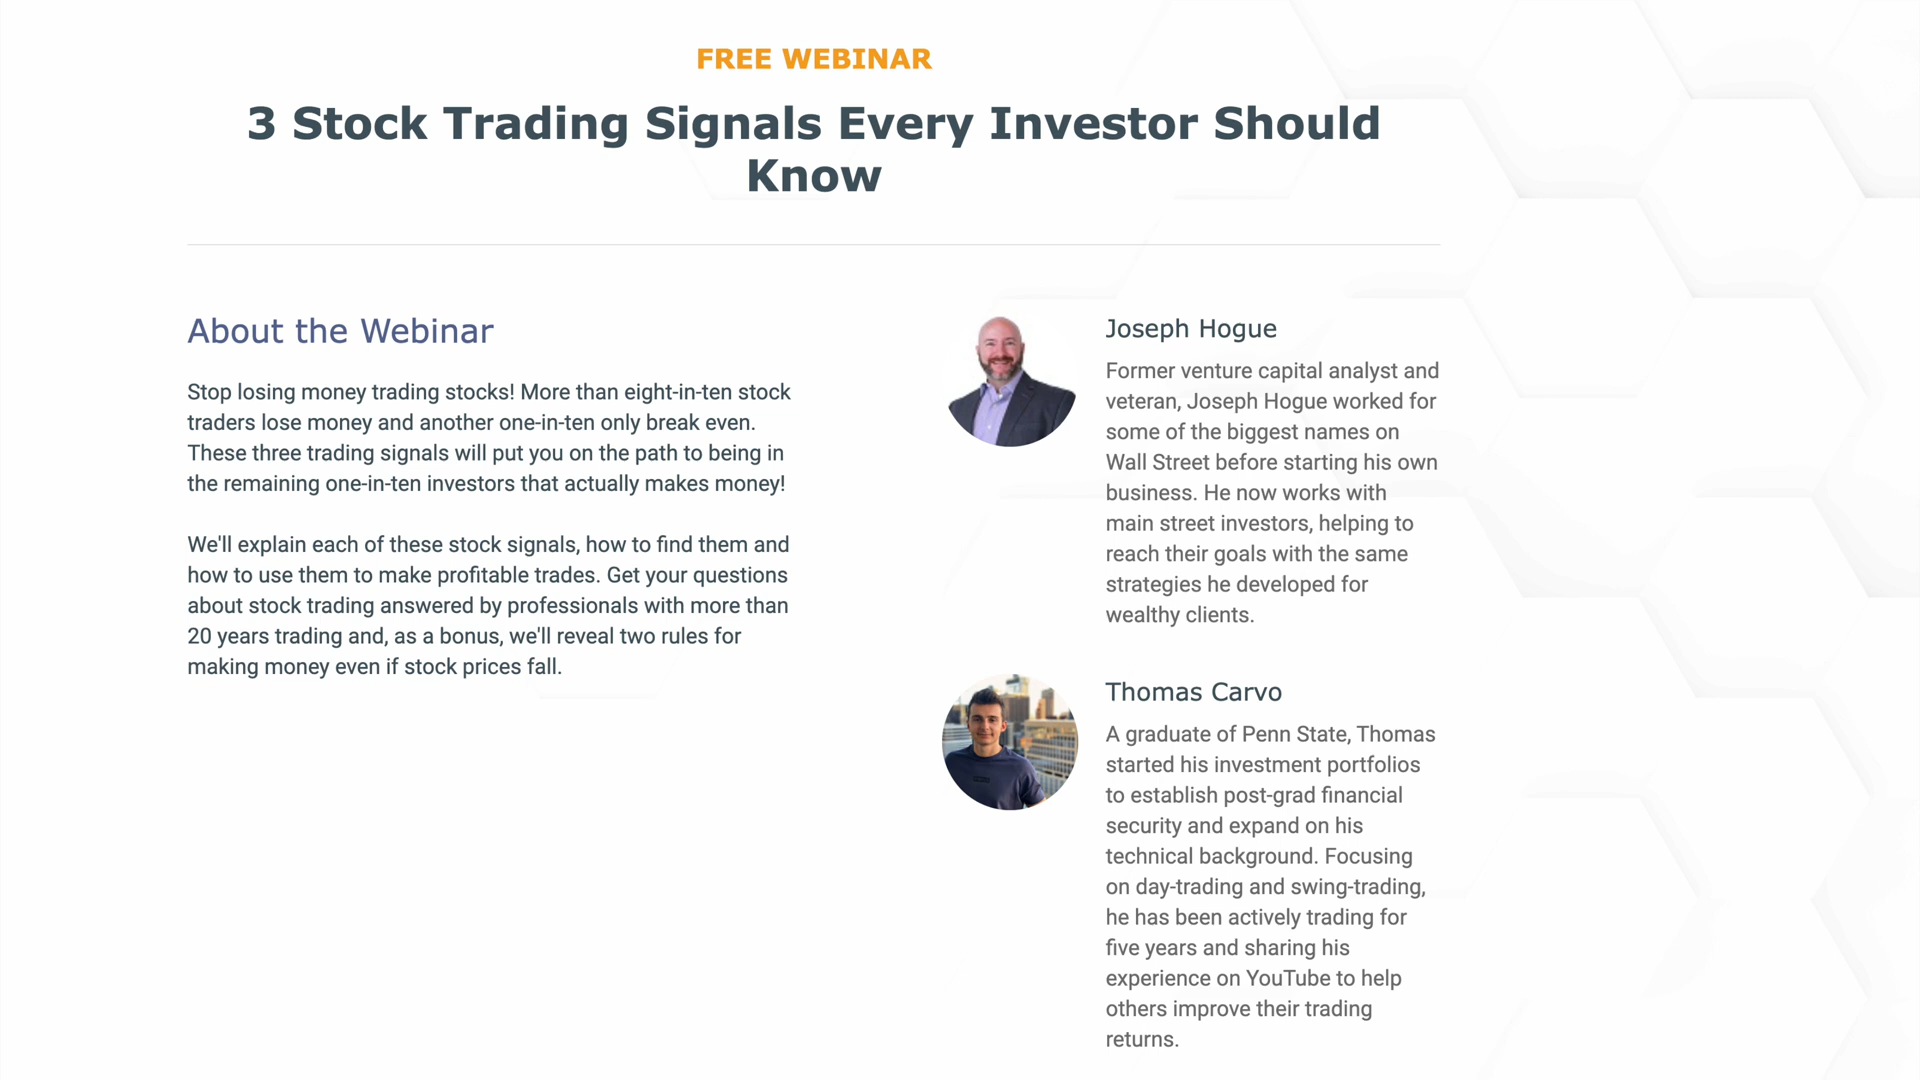 FREE WEBINAR
3 Stock Trading Signals Every Investor Should
Know
About the Webinar
Stop losing money trading stocks! More than eight-in-ten stock
traders lose money and another one-in-ten only break even.
These three trading signals will put you on the path to being in
the remaining one-in-ten investors that actually makes money!
We'll explain each of these stock signals, how to find them and
how to use them to make profitable trades. Get your questions
about stock trading answered by professionals with more than
20 years trading and, as a bonus, we'll reveal two rules for
making money even if stock prices fall.
Joseph Hogue
Former venture capital analyst and
veteran, Joseph Hogue worked for
some of the biggest names on
Wall Street before starting his own
business. He now works with
main street investors, helping to
reach their goals with the same
strategies he developed for
wealthy clients.
Thomas Carvo
A graduate of Penn State, Thomas
started his investment portfolios
to establish post-grad financial
security and expand on his
technical background. Focusing
on day-trading and swing-trading,
he has been actively trading for
five years and sharing his
experience on YouTube to help
others improve their trading
returns.